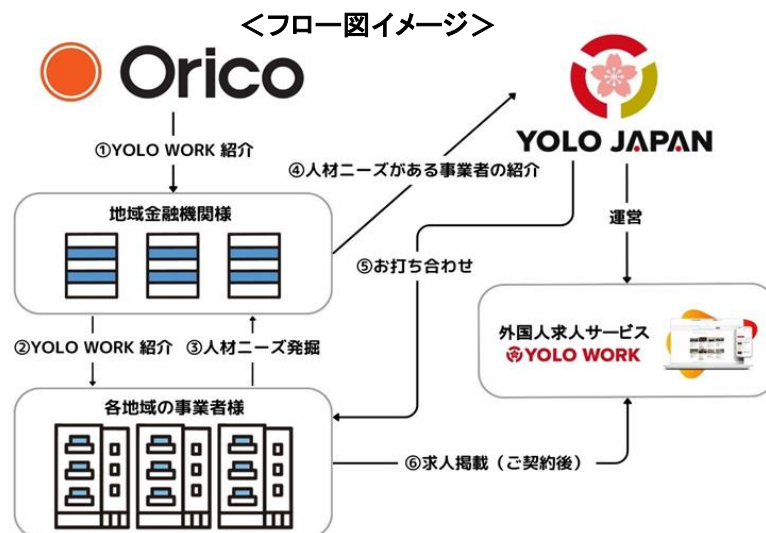 ＜フロー図イメージ＞
Orico
YOLO JAPAN
①YOLO WORK 紹介
④人材ニーズがある事業者の紹介
地域金融機関様
運営
⑤お打ち合わせ
外国人求人サービス
YOLO WORK
②YOLO WORK 紹介
③人材ニーズ発掘
各地域の事業者様
⑥求人掲載（ご契約後）